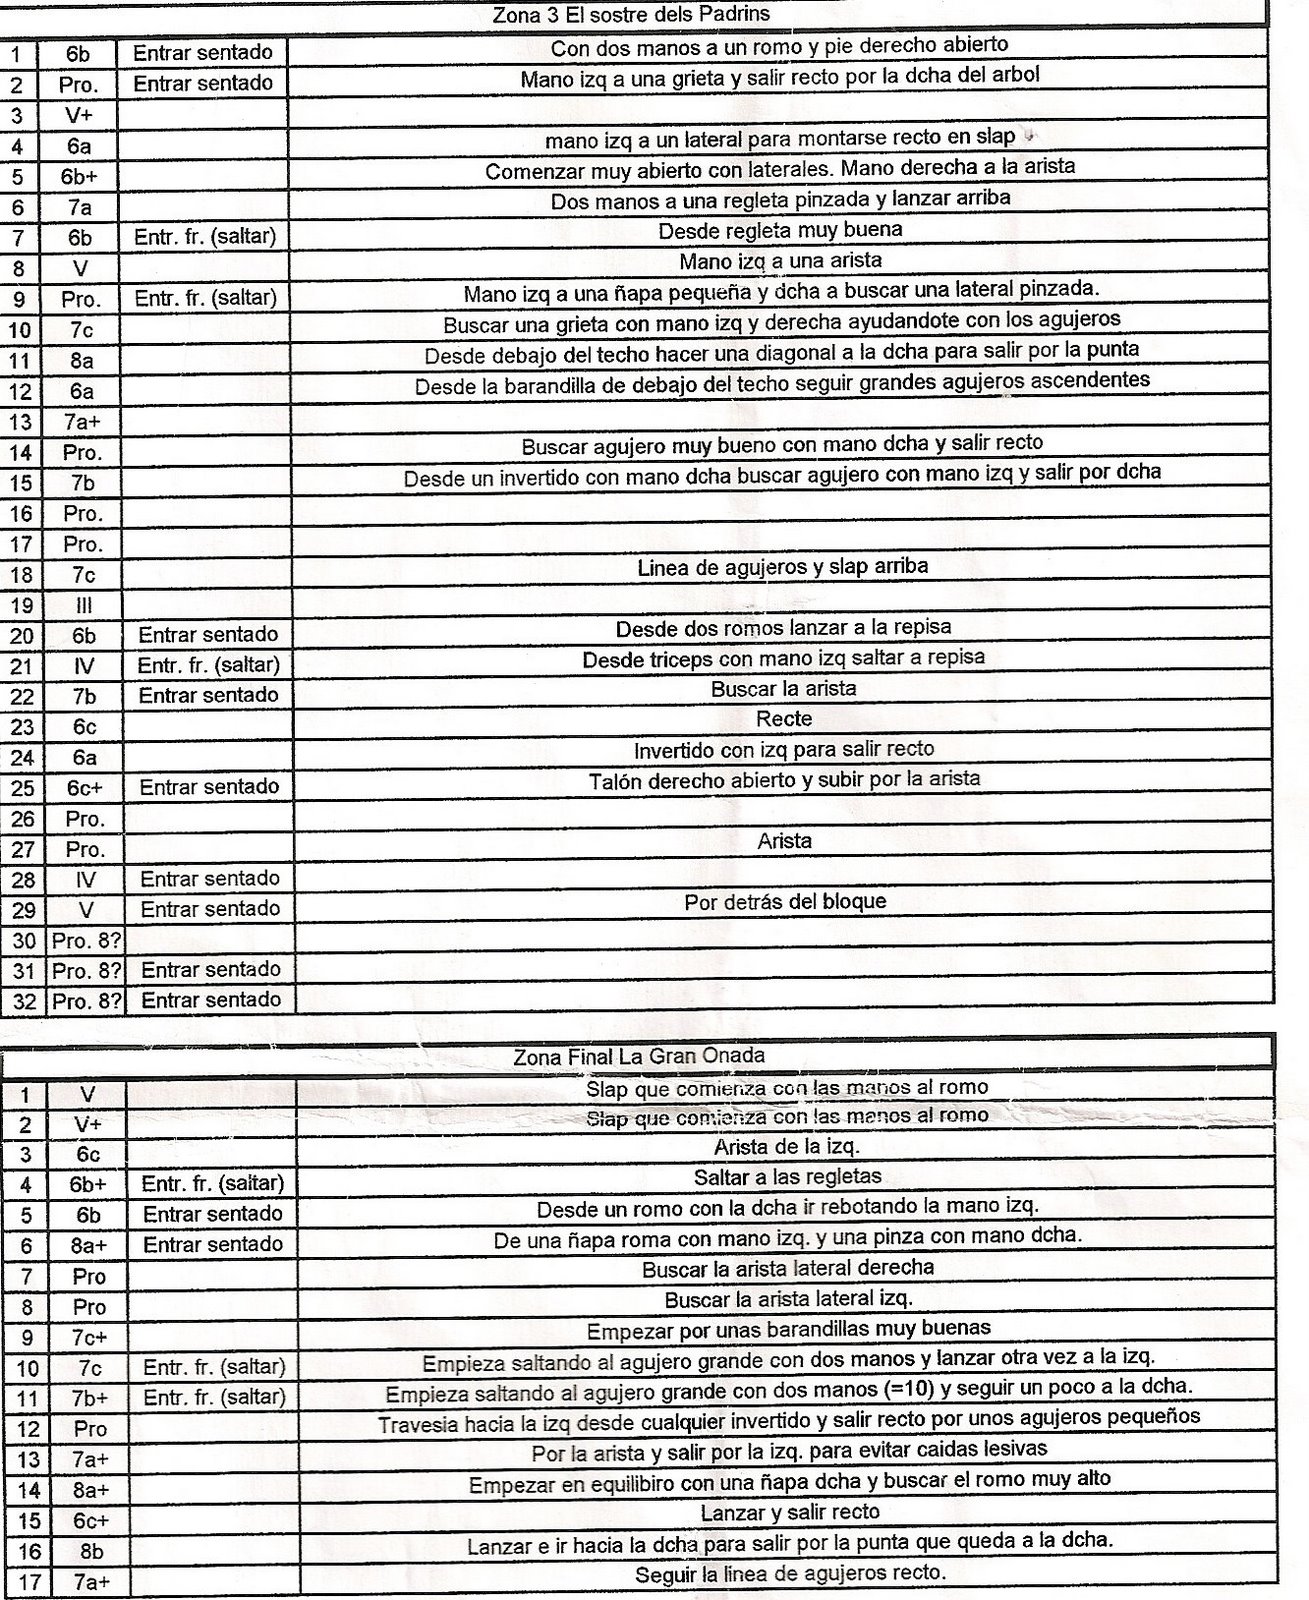 Zona 3 El sostre dels Padrins
1 6b Entrar sentado Con dos manos a un romo y pie derecho abierto
2 Pro. Entrar sentado Mano izq a una grieta y salir recto por la dcha del arbol
3 V+
4 6a mano izq a un lateral para montarse recto en slap
5 6b+ Comenzar muy abierto con laterales. Mano derecha a la arista
6 7a Dos manos a una regleta pinzada y lanzar arriba
7 6b Entr. fr. (saltar) Desde regleta muy buena
8 V Mano izq a una arista
9 Pro. Entr. fr. (saltar) Mano izq a una ñapa pequeña y dcha a buscar una lateral pinzada.
10 7c Buscar una grieta con mano izq y derecha ayudandote con los agujeros
11 8a Desde debajo del techo hacer una diagonal a la dcha para salir por la punta
12 6a Desde la barandilla de debajo del techo seguir grandes agujeros ascendentes
13 7a+
14 Pro. Buscar agujero muy bueno con mano dcha y salir recto
15 7b Desde un invertido con mano dcha buscar agujero con mano izq y salir por dcha
16 Pro.
17 Pro.
18 7c Linea de agujeros y slap arriba
19 III
20 6b Entrar sentado Desde dos romos lanzar a la repisa
21 IV Entr. fr. (saltar) Desde triceps con mano izq saltar a repisa
22 7b Entrar sentado Buscar la arista
23 6c Recte
24 6a Invertido con izq para salir recto
25 6c+ Entrar sentado Talón derecho abierto y subir por la arista
26 Pro.
27 Pro. Arista
28 IV Entrar sentado
29 V Entrar sentado Por detrás del bloque
30 Pro. 8?
31 Pro. 8? Entrar sentado
32 Pro. 8? Entrar sentado
Zona Final La Gran Onada
1 V Slap que comienza con las manos al romo
2 V+ Slap que comienza con las manos al romo
3 6c Arista de la izq.
4 6b+ Entr. fr. (saltar) Saltar a las regletas
5 6b Entrar sentado Desde un romo con la dcha ir rebotando la mano izq.
6 8a+ Entrar sentado De una ñapa roma con mano izq. y una pinza con mano dcha.
7 Pro Buscar la arista lateral derecha
8 Pro Buscar la arista lateral izq.
9 7c+ Empezar por unas barandillas muy buenas
10 7c Entr. fr. (saltar) Empieza saltando al agujero grande con dos manos y lanzar otra vez a la izq.
11 7b+ Entr. fr. (saltar) Empieza saltando al agujero grande con dos manos (=10) y seguir un poco a la dcha.
12 Pro Travesia hacia la izq desde cualquier invertido y salir recto por unos agujeros pequeños
13 7a+ Por la arista y salir por la izq. para evitar caidas lesivas
14 8a+ Empezar en equilibiro con una ñapa dcha y buscar el romo muy alto
15 6c+ Lanzar y salir recto
16 8b Lanzar e ir hacia la dcha para salir por la punta que queda a la dcha.
17 7a+ Seguir la linea de agujeros recto.